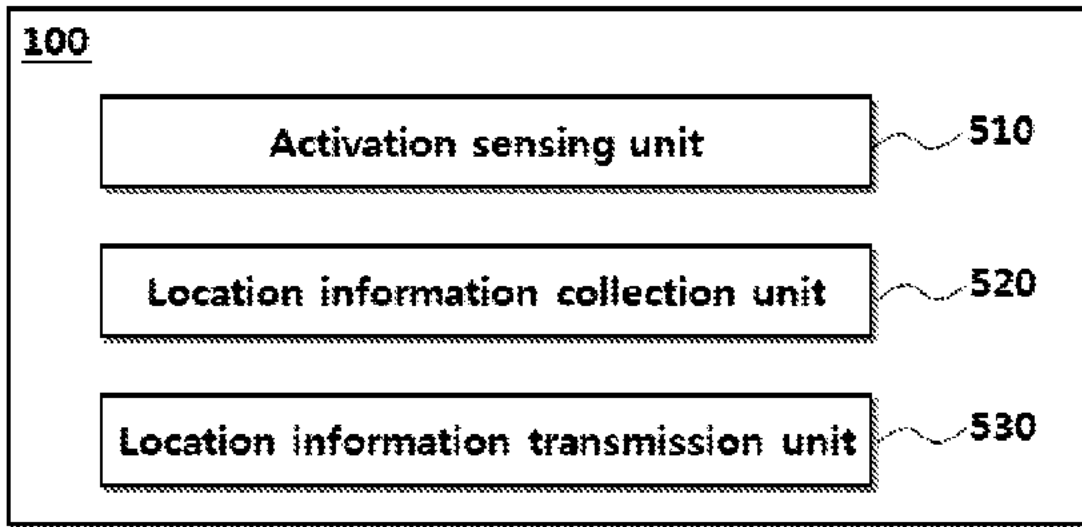 100
Activation sensing unit
510
Location information collection unit
520
Location information transmission unit
530